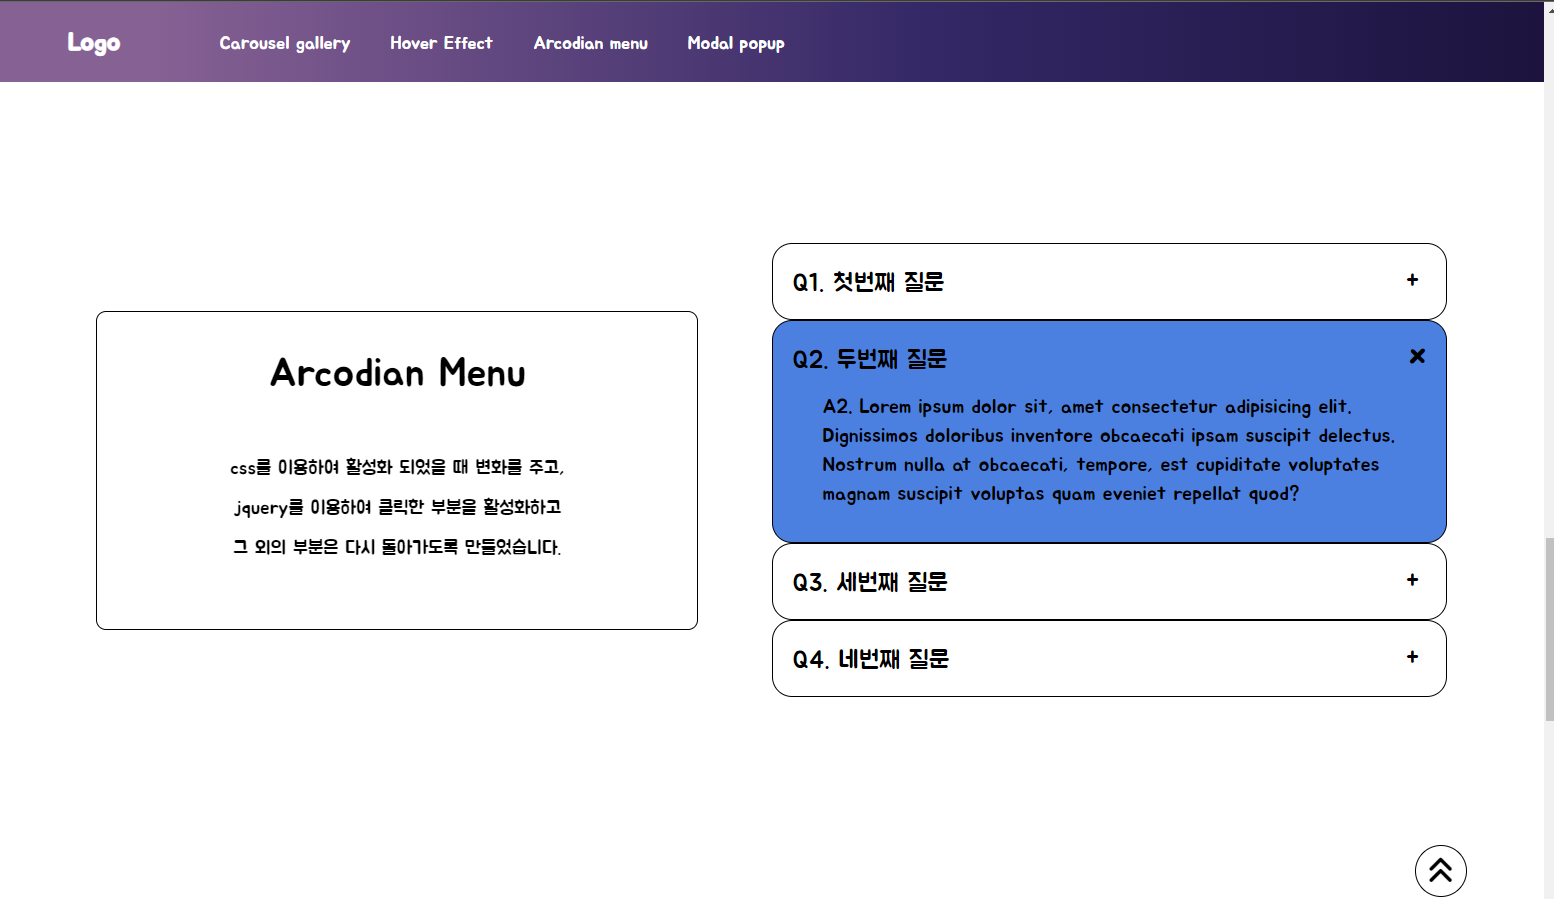 Logo
Carousel gallery
Hover Effect
Arcodian menu
Modal popup
Arcodian Menu
css를 이용하여 활성화 되었을 때 변화를 주고,
jquery를 이용하여 클릭한 부분을 활성화하고
그 외의 부분은 다시 돌아가도록 만들었습니다.
Q1. 첫번째 질문
+
Q2. 두번째 질문
A2. Lorem ipsum dolor sit, amet consectetur adipisicing elit.
Dignissimos doloribus inventore obcaecati ipsam suscipit delectus.
Nostrum nulla at obcaecati, tempore, est cupiditate voluptates
magnam suscipit voluptas quam eveniet repellat quod?
Q3. 세번째 질문
+
Q4. 네번째 질문
+